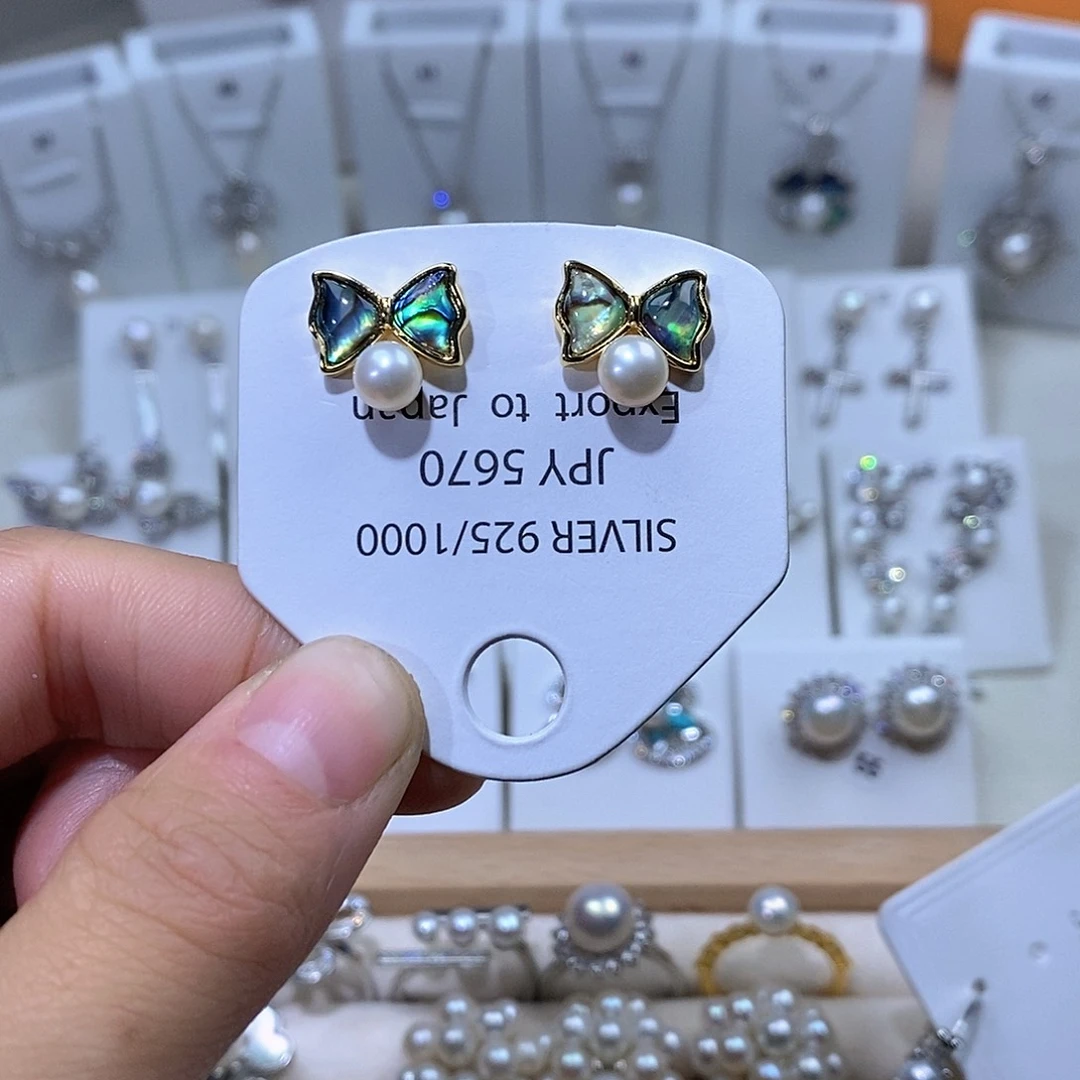 SILVER 925/1000
JPY 5670
Export to Japan